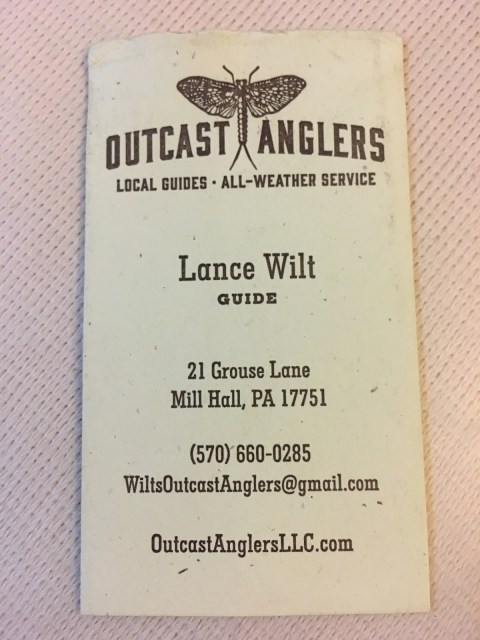 OUTCAST ANGLERS
LOCAL GUIDES · ALL-WEATHER SERVICE
Lance Wilt
GUIDE
21 Grouse Lane
Mill Hall, PA 17751
(570) 660-0285
WiltsOutcastAnglers@gmail.com
OutcastAnglersLLC.com